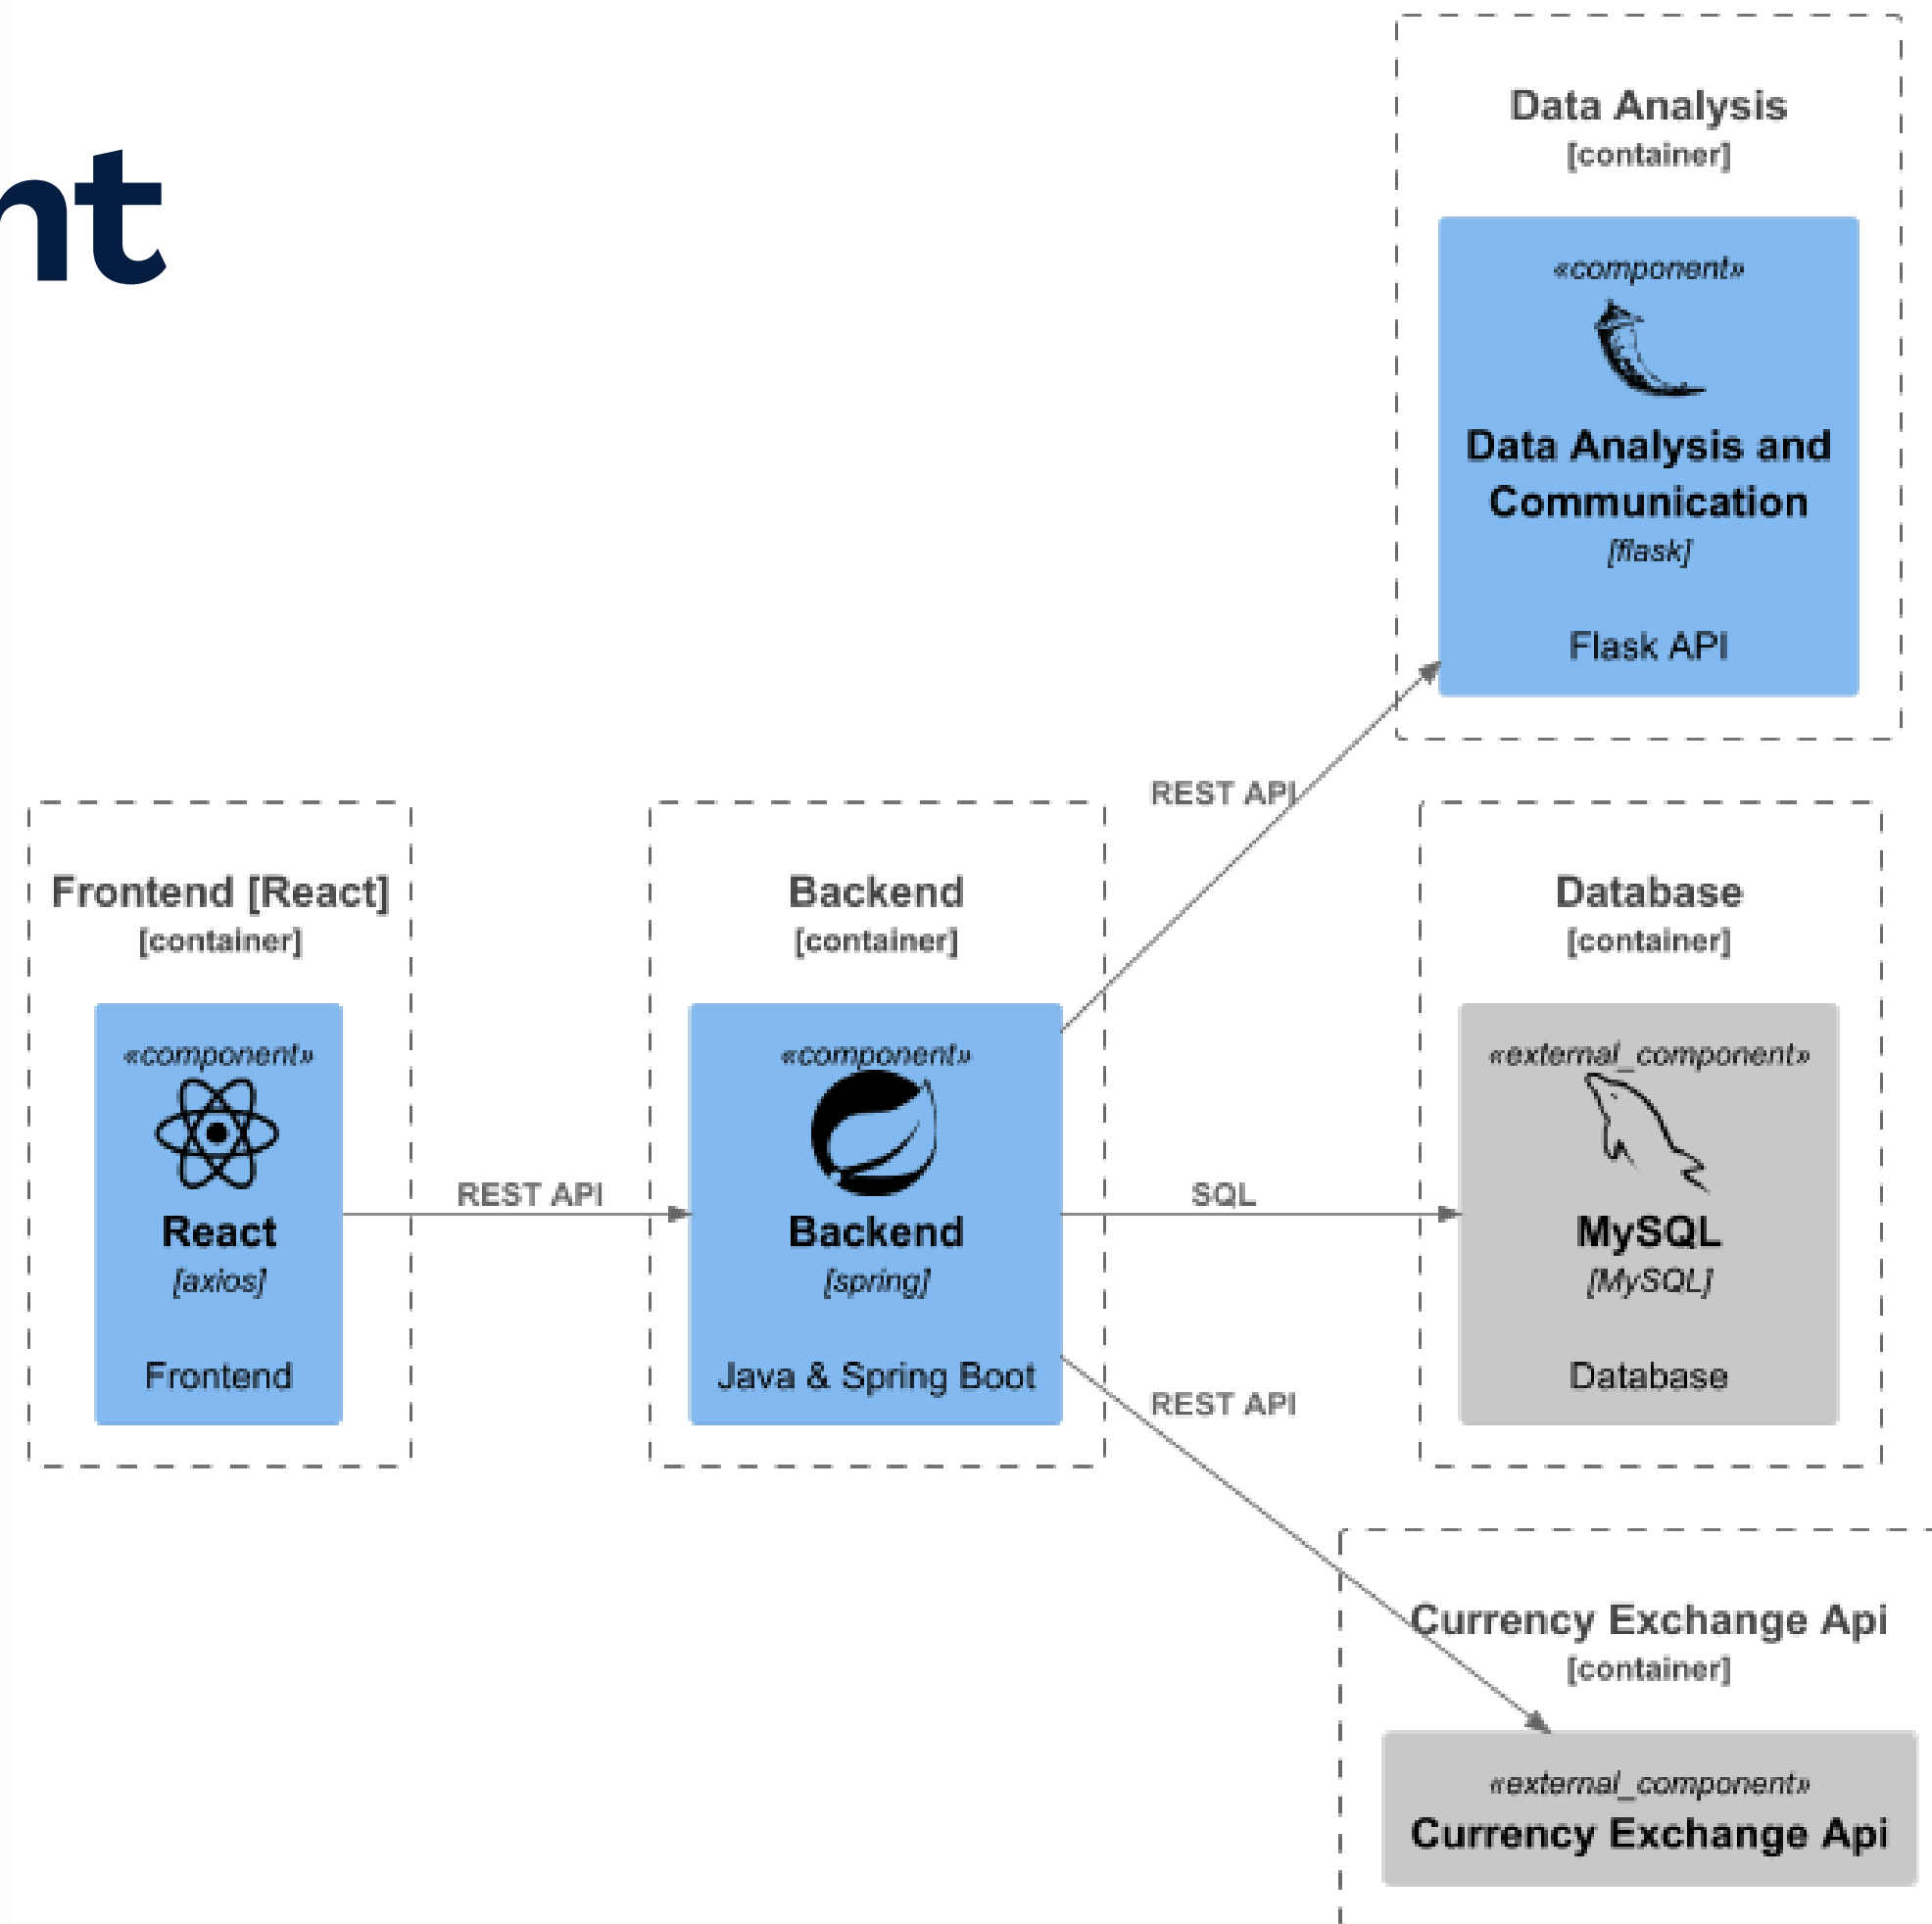 nt
Data Analysis
[container]
«component»
Data Analysis and
Communication
[flask]
Flask API
REST API
Frontend [React]
[container]
«component»
React
[axios]
Frontend
REST API
Backend
[container]
«component»
Backend
[spring]
Java & Spring Boot
SQL
Database
[container]
«external_component»
MySQL
[MySQL]
Database
REST API
Currency Exchange Api
[container]
«external_component»
Currency Exchange Api